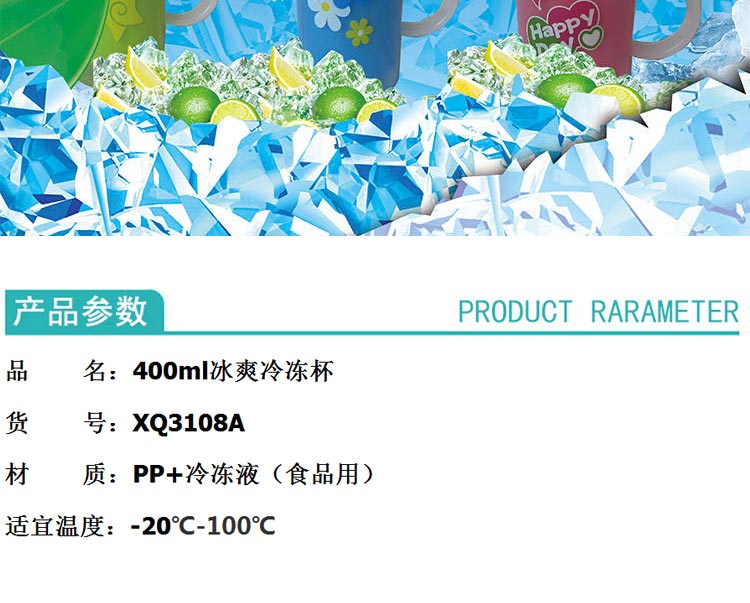 Happy
Day
产品参数
PRODUCT RARAMETER
品 名：400ml冰爽冷冻杯
货 号：XQ3108A
材 质：PP+冷冻液（食品用）
适宜温度：-20℃-100℃